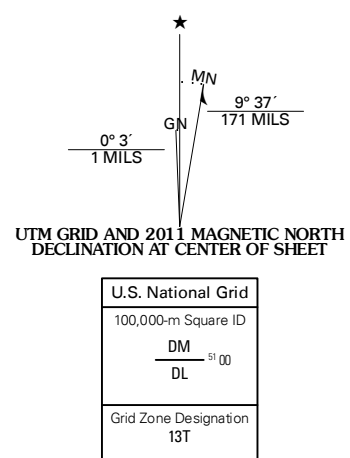 ★
MN
9° 37´
171 MILS
GN
0° 3´
1 MILS
UTM GRID AND 2011 MAGNETIC NORTH
DECLINATION AT CENTER OF SHEET
U.S. National Grid
100,000-m Square ID
DM
51 00
DL
Grid Zone Designation
13T